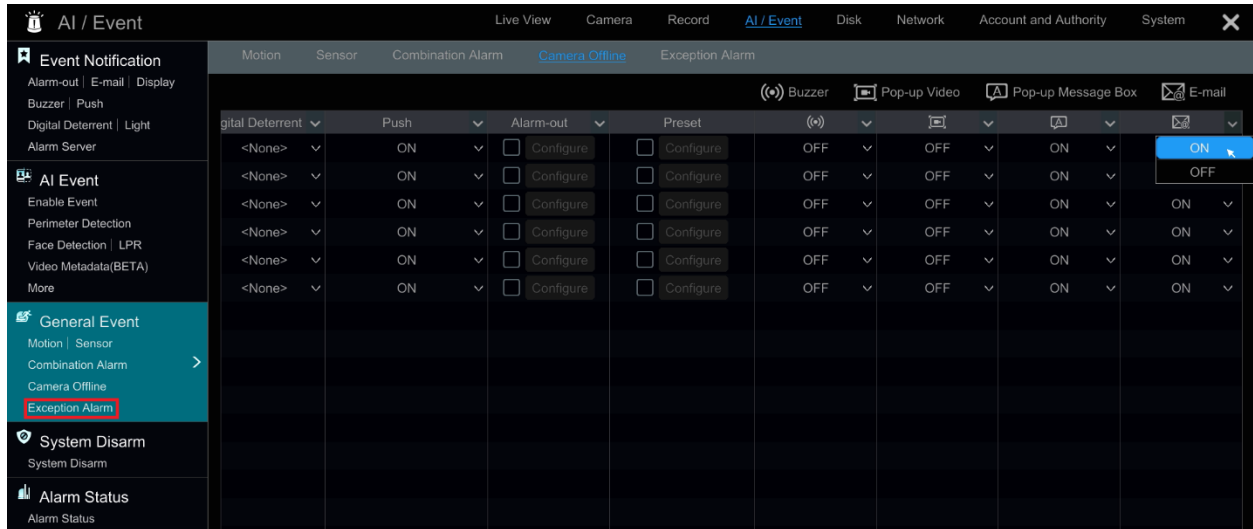 AI / Event
Live View Camera Record AI / Event Disk Network Account and Authority System
Event Notification
Alarm-out | E-mail | Display
Buzzer | Push
Digital Deterrent | Light
Alarm Server
AI Event
Enable Event
Perimeter Detection
Face Detection | LPR
Video Metadata(BETA)
More
General Event
Motion | Sensor
Combination Alarm
Camera Offline
Exception Alarm
System Disarm
System Disarm
Alarm Status
Alarm Status
Motion Sensor Combination Alarm Camera Offline Exception Alarm
Buzzer Pop-up Video Pop-up Message Box E-mail
gital Deterrent Push Alarm-out Preset
<None> ON Configure Configure OFF OFF ON ON
<None> ON Configure Configure OFF OFF ON OFF
<None> ON Configure Configure OFF OFF ON ON
<None> ON Configure Configure OFF OFF ON ON
<None> ON Configure Configure OFF OFF ON ON
<None> ON Configure Configure OFF OFF ON ON